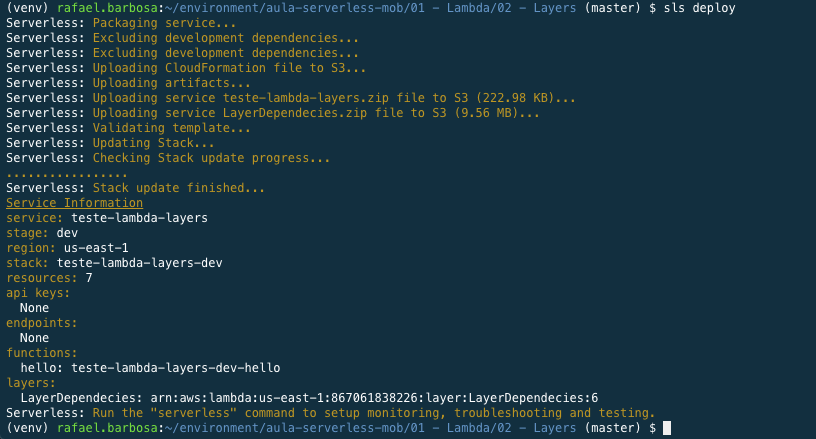 (venv) rafael.barbosa:~/environment/aula-serverless-mob/01 - Lambda/02 - Layers (master) $ sls deploy
Serverless: Packaging service...
Serverless: Excluding development dependencies...
Serverless: Excluding development dependencies...
Serverless: Uploading CloudFormation file to S3...
Serverless: Uploading artifacts...
Serverless: Uploading service teste-lambda-layers.zip file to S3 (222.98 KB)...
Serverless: Uploading service LayerDependecies.zip file to S3 (9.56 MB)...
Serverless: Validating template...
Serverless: Updating Stack...
Serverless: Checking Stack update progress...
.................
Serverless: Stack update finished...
Service Information
service: teste-lambda-layers
stage: dev
region: us-east-1
stack: teste-lambda-layers-dev
resources: 7
api keys:
  None
endpoints:
  None
functions:
  hello: teste-lambda-layers-dev-hello
layers:
  LayerDependecies: arn:aws:lambda:us-east-1:867061838226:layer:LayerDependecies:6
Serverless: Run the "serverless" command to setup monitoring, troubleshooting and testing.
(venv) rafael.barbosa:~/environment/aula-serverless-mob/01 - Lambda/02 - Layers (master) $